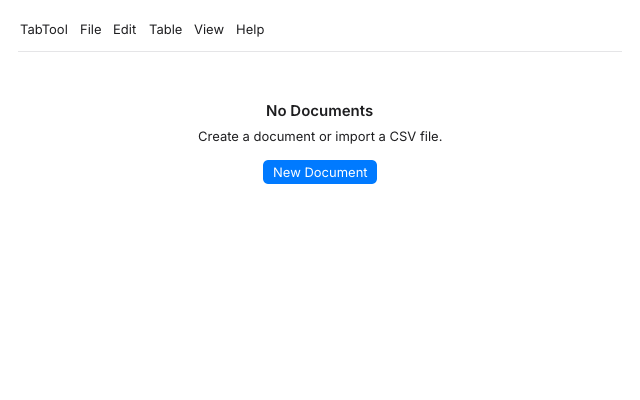 TabTool File Edit Table View Help
No Documents
Create a document or import a CSV file.
New Document